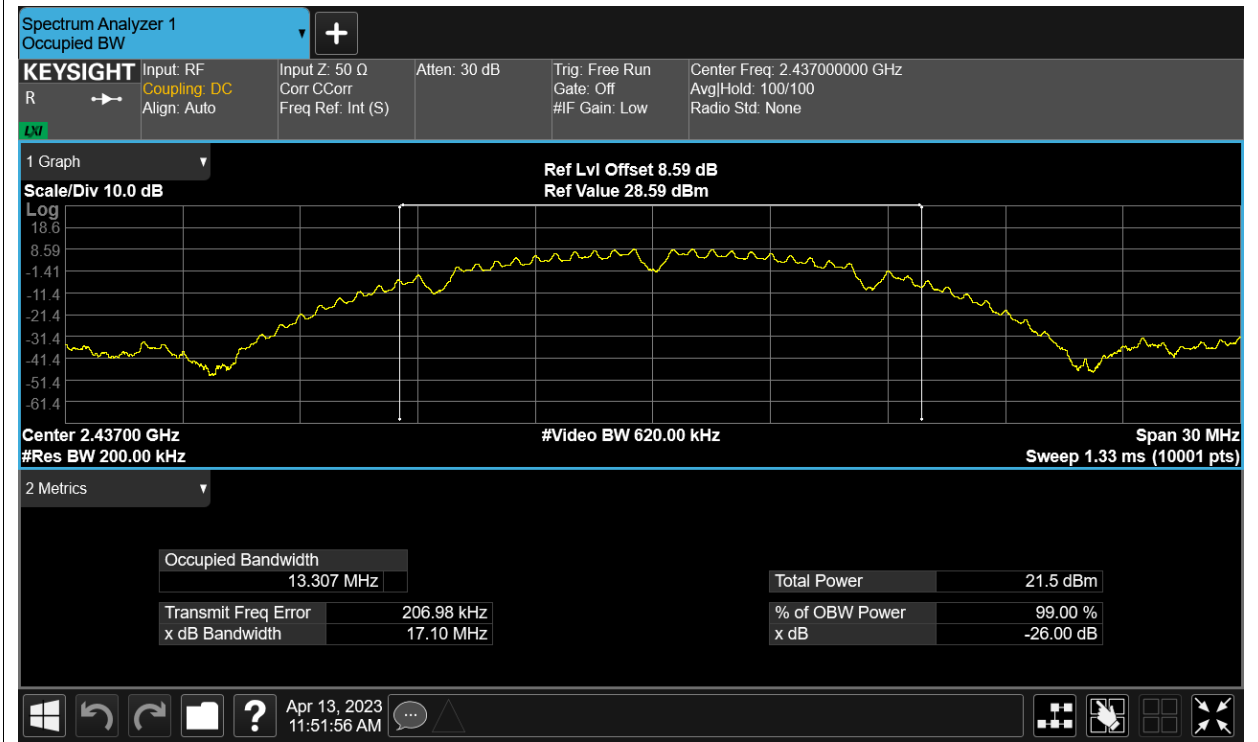 Spectrum Analyzer 1
Occupied BW
▼
+
KEYSIGHT
R
LXI
Input: RF
Coupling: DC
Align: Auto
Input Z: 50 Ω
Corr CCorr
Freq Ref: Int (S)
Atten: 30 dB
Trig: Free Run
Gate: Off
#IF Gain: Low
Center Freq: 2.437000000 GHz
Avg|Hold: 100/100
Radio Std: None
1 Graph ▼
Ref Lvl Offset 8.59 dB
Scale/Div 10.0 dB
Ref Value 28.59 dBm
Log
18.6
8.59
-1.41
-11.4
-21.4
-31.4
-41.4
-51.4
-61.4
Center 2.43700 GHz
#Video BW 620.00 kHz
Span 30 MHz
#Res BW 200.00 kHz
Sweep 1.33 ms (10001 pts)
2 Metrics ▼
Occupied Bandwidth
13.307 MHz
Total Power 21.5 dBm
Transmit Freq Error 206.98 kHz
% of OBW Power 99.00 %
x dB Bandwidth 17.10 MHz
x dB -26.00 dB
?
Apr 13, 2023
11:51:56 AM